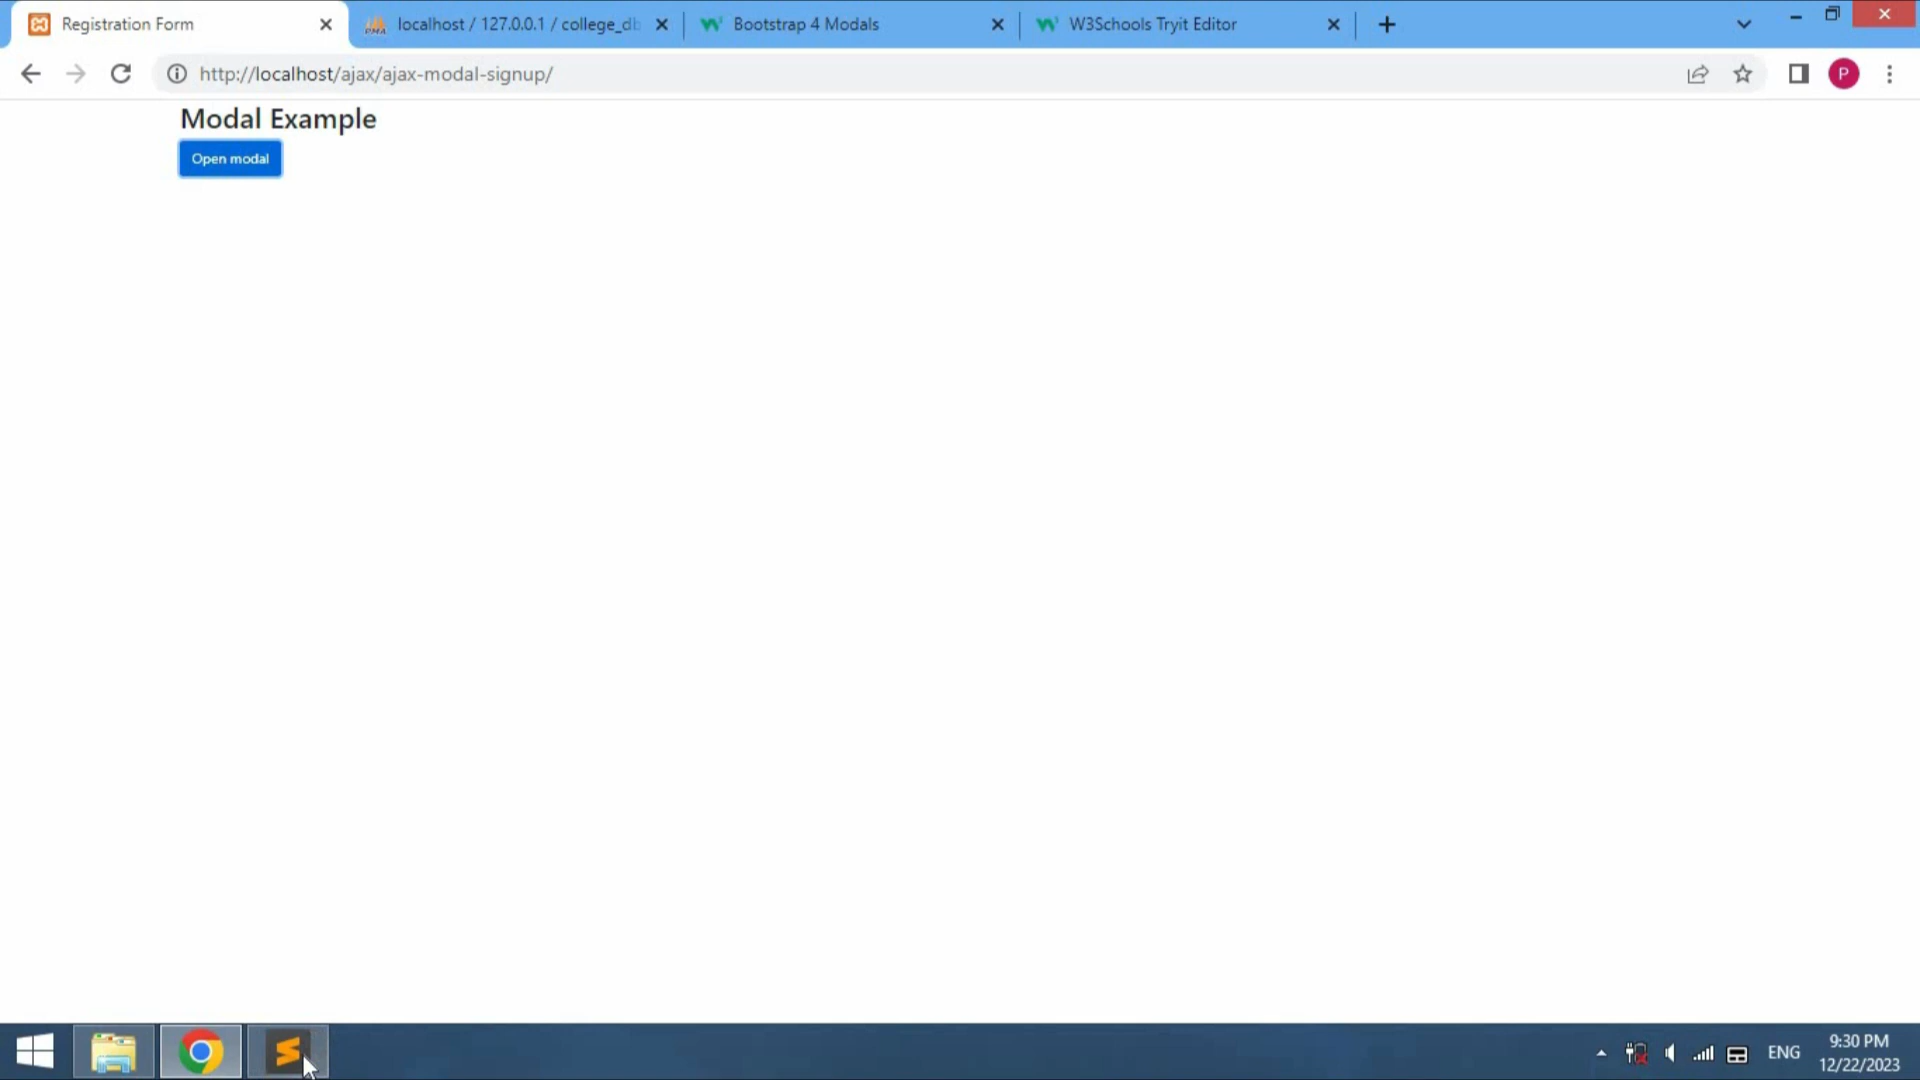 Registration Form
localhost / 127.0.0.1 / college_db
Bootstrap 4 Modals
W3Schools Tryit Editor
http://localhost/ajax/ajax-modal-signup/
P
Modal Example
Open modal
ENG
9:30 PM
12/22/2023